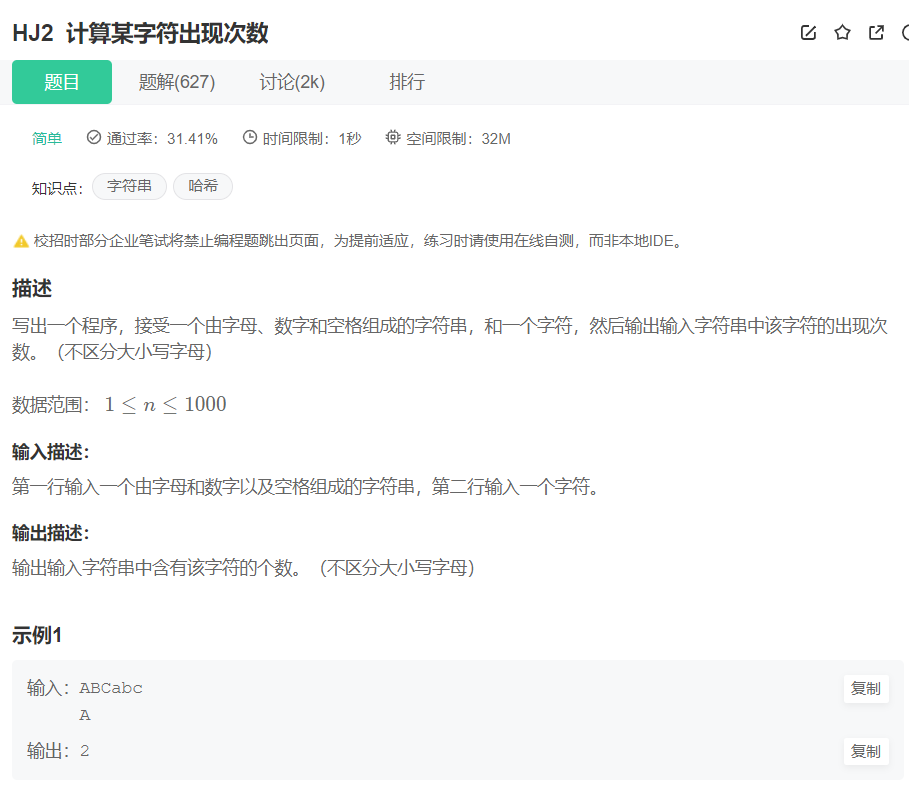 HJ2 计算某字符出现次数
题目 题解(627) 讨论(2k) 排行
简单 通过率：31.41% 时间限制：1秒 空间限制：32M
知识点： 字符串 哈希
校招时部分企业笔试将禁止编程题跳出页面，为提前适应，练习时请使用在线自测，而非本地IDE。
描述
写出一个程序，接受一个由字母、数字和空格组成的字符串，和一个字符，然后输出输入字符串中该字符的出现次
数。（不区分大小写字母）
数据范围： 1 ≤ n ≤ 1000
输入描述：
第一行输入一个由字母和数字以及空格组成的字符串，第二行输入一个字符。
输出描述：
输出输入字符串中含有该字符的个数。（不区分大小写字母）
示例1
输入：ABCabc 复制
A
输出：2 复制